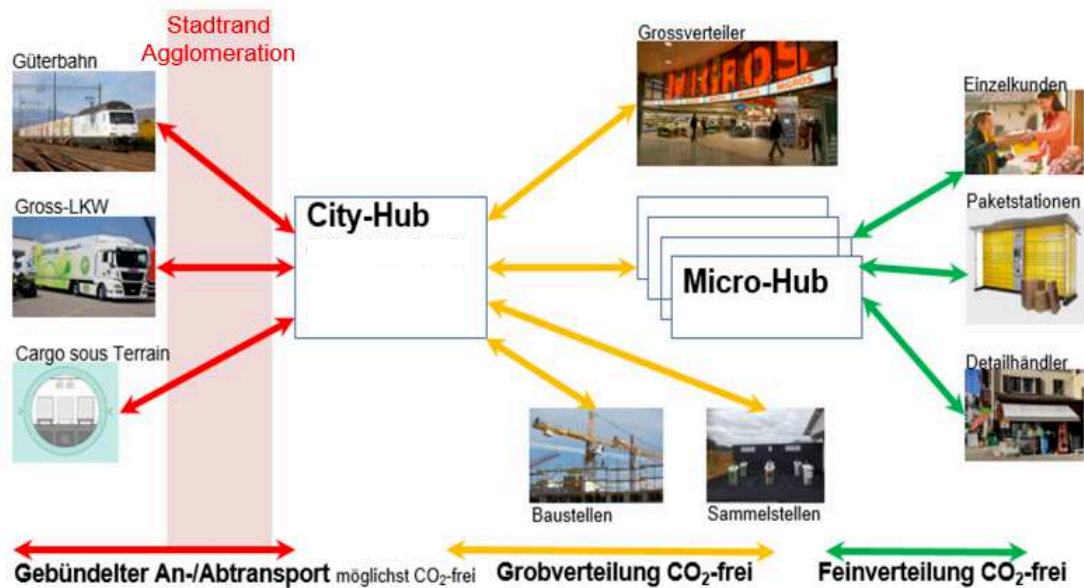 Stadtrand
Agglomeration
Güterbahn
Grossverteiler
MIGROS
Einzelkunden
Gross-LKW
City-Hub
Paketstationen
Micro-Hub
Cargo sous Terrain
Detailhändler
Baustellen
Sammelstellen
Gebündelter An-/Abtransport möglichst CO₂-frei
Grobverteilung CO₂-frei
Feinverteilung CO₂-frei